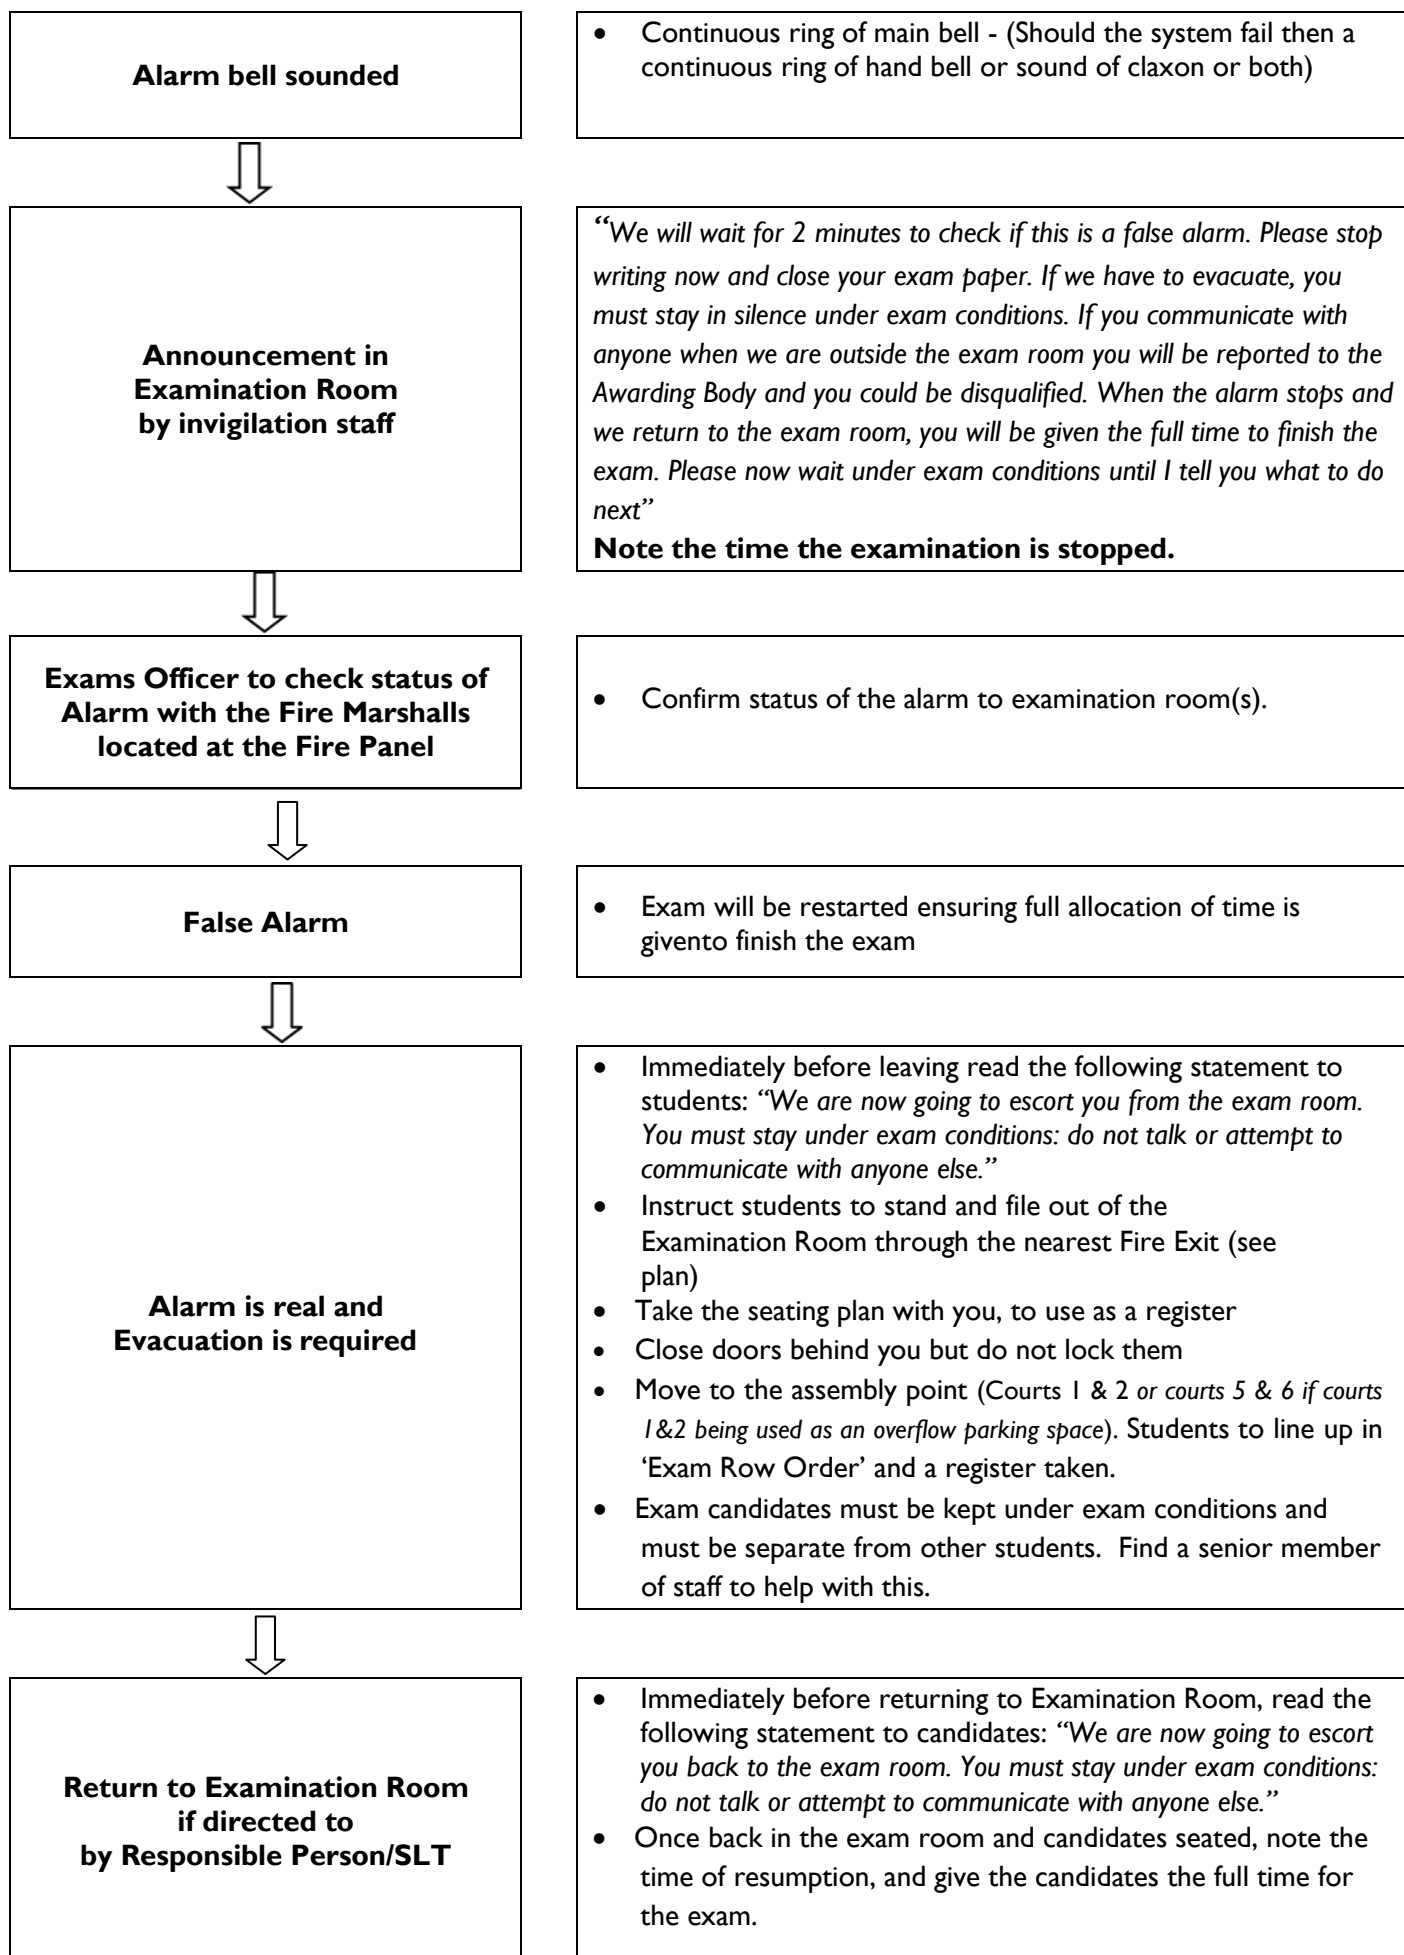 Alarm bell sounded
• Continuous ring of main bell - (Should the system fail then a
continuous ring of hand bell or sound of claxon or both)
Announcement in
Examination Room
by invigilation staff
“We will wait for 2 minutes to check if this is a false alarm. Please stop
writing now and close your exam paper. If we have to evacuate, you
must stay in silence under exam conditions. If you communicate with
anyone when we are outside the exam room you will be reported to the
Awarding Body and you could be disqualified. When the alarm stops and
we return to the exam room, you will be given the full time to finish the
exam. Please now wait under exam conditions until I tell you what to do
next”
Note the time the examination is stopped.
Exams Officer to check status of
Alarm with the Fire Marshalls
located at the Fire Panel
• Confirm status of the alarm to examination room(s).
False Alarm
• Exam will be restarted ensuring full allocation of time is
givento finish the exam
Alarm is real and
Evacuation is required
• Immediately before leaving read the following statement to
students: “We are now going to escort you from the exam room.
You must stay under exam conditions: do not talk or attempt to
communicate with anyone else.”
• Instruct students to stand and file out of the
Examination Room through the nearest Fire Exit (see
plan)
• Take the seating plan with you, to use as a register
• Close doors behind you but do not lock them
• Move to the assembly point (Courts 1 & 2 or courts 5 & 6 if courts
1&2 being used as an overflow parking space). Students to line up in
‘Exam Row Order’ and a register taken.
• Exam candidates must be kept under exam conditions and
must be separate from other students. Find a senior member
of staff to help with this.
Return to Examination Room
if directed to
by Responsible Person/SLT
• Immediately before returning to Examination Room, read the
following statement to candidates: “We are now going to escort
you back to the exam room. You must stay under exam conditions:
do not talk or attempt to communicate with anyone else.”
• Once back in the exam room and candidates seated, note the
time of resumption, and give the candidates the full time for
the exam.